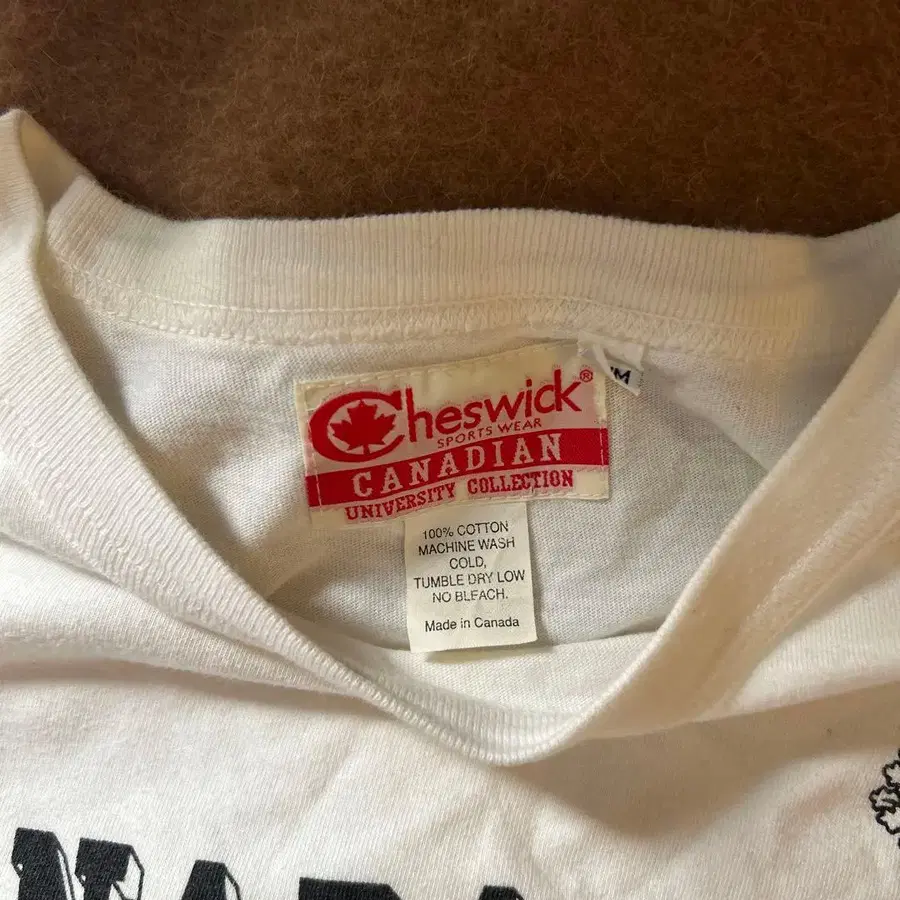 Cheswick®
SPORTS WEAR
CANADIAN
UNIVERSITY COLLECTION
100% COTTON
MACHINE WASH
COLD,
TUMBLE DRY LOW
NO BLEACH.
Made in Canada